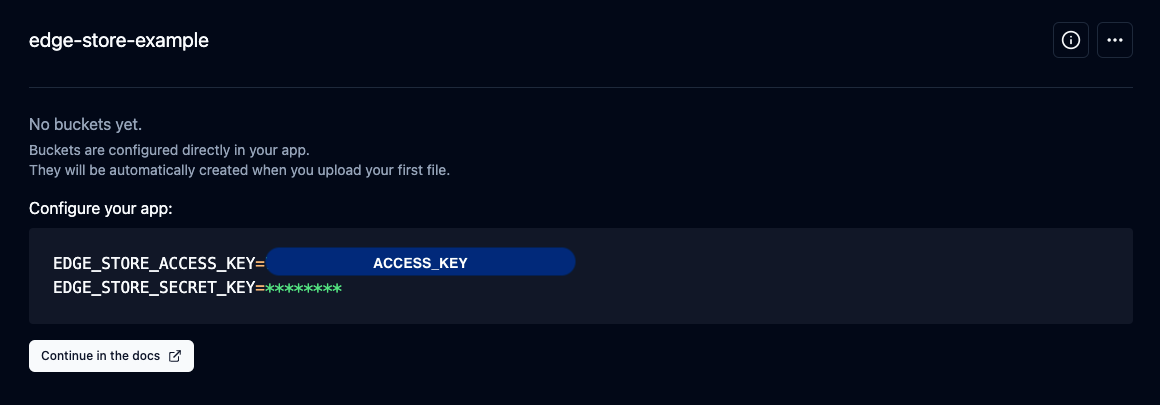 edge-store-example
No buckets yet.
Buckets are configured directly in your app.
They will be automatically created when you upload your first file.
Configure your app:
EDGE_STORE_ACCESS_KEY=ACCESS_KEY
EDGE_STORE_SECRET_KEY=********
Continue in the docs